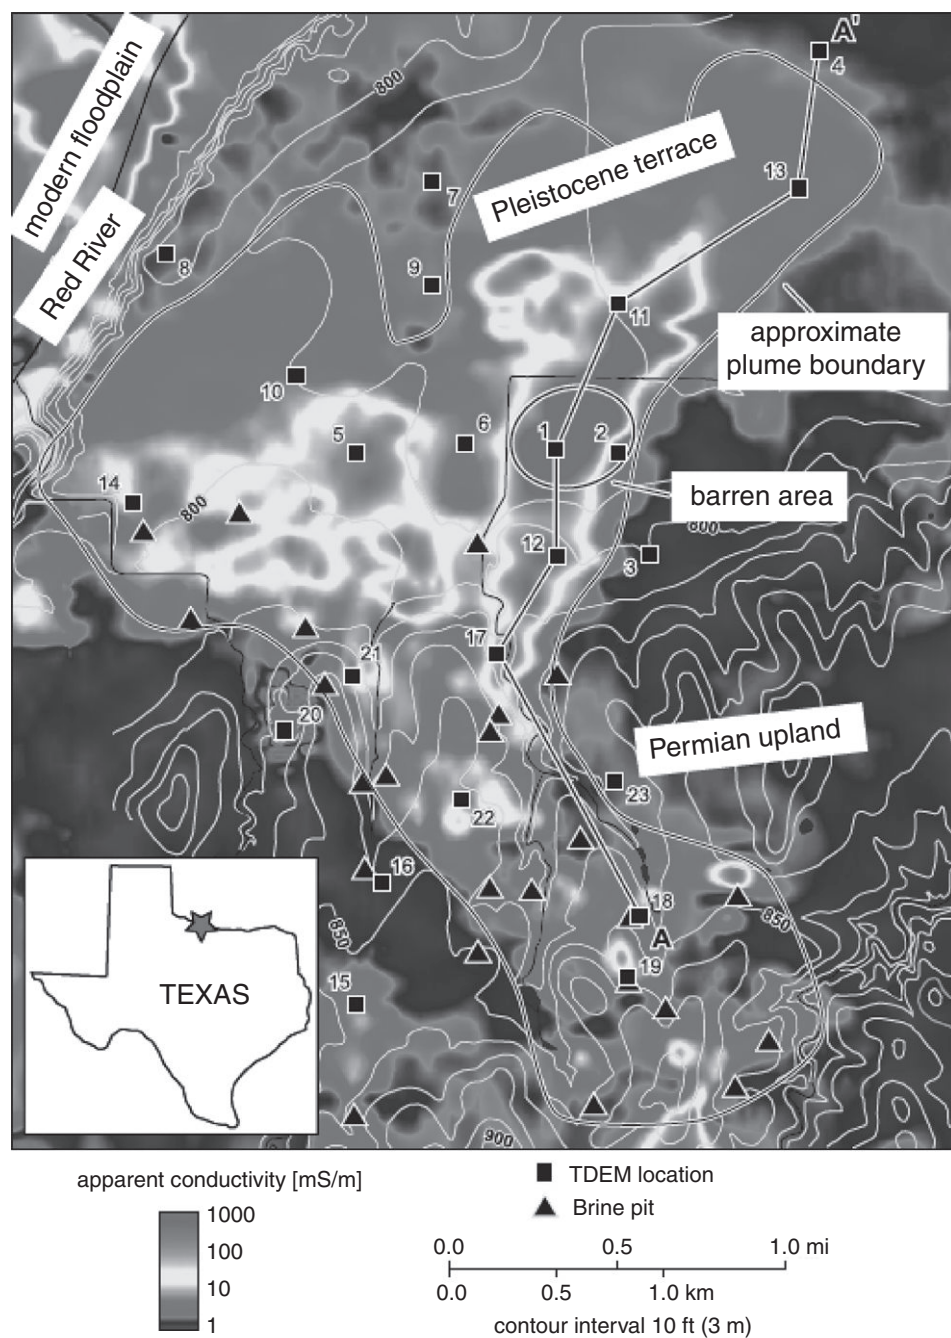 A'
4
800
modern floodplain
Pleistocene terrace
13
7
Red River
8
9
11
approximate
plume boundary
10
5
6
1
2
14
800
barren area
800
12
3
17
21
20
Permian upland
23
22
16
18
850
850
A
19
15
TEXAS
900
apparent conductivity [mS/m]
TDEM location
Brine pit
1000
100
10
1
0.0 0.5 1.0 mi
0.0 0.5 1.0 km
contour interval 10 ft (3 m)